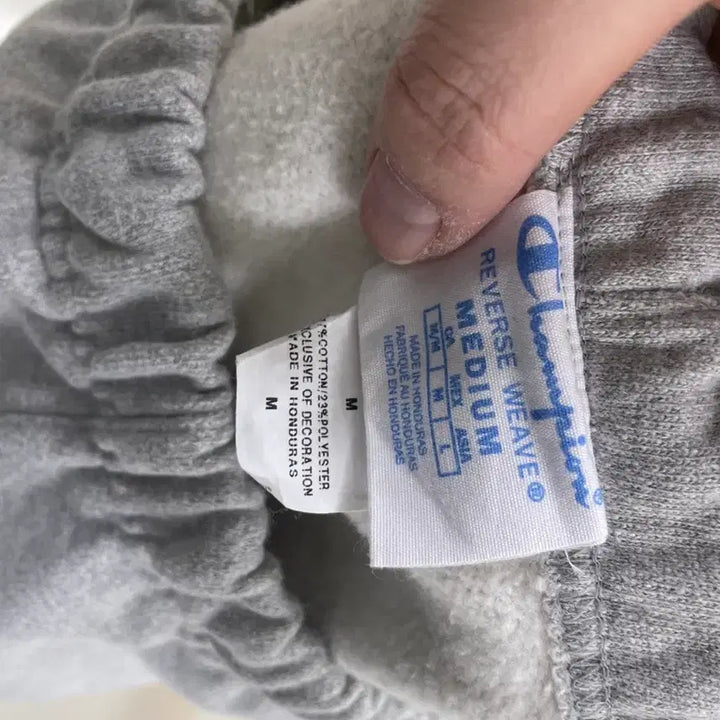 Champion®
REVERSE WEAVE®
MEDIUM
CA MEX ASIA
M/M M L
MADE IN HONDURAS
FABRIQUÉ AU HONDURAS
HECHO EN HONDURAS
M
%COTTON/23%POLYESTER
CLUSIVE OF DECORATION
MADE IN HONDURAS
M